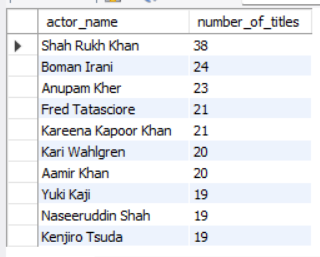 actor_name number_of_titles
Shah Rukh Khan 38
Boman Irani 24
Anupam Kher 23
Fred Tatasciore 21
Kareena Kapoor Khan 21
Kari Wahlgren 20
Aamir Khan 20
Yuki Kaji 19
Naseeruddin Shah 19
Kenjiro Tsuda 19